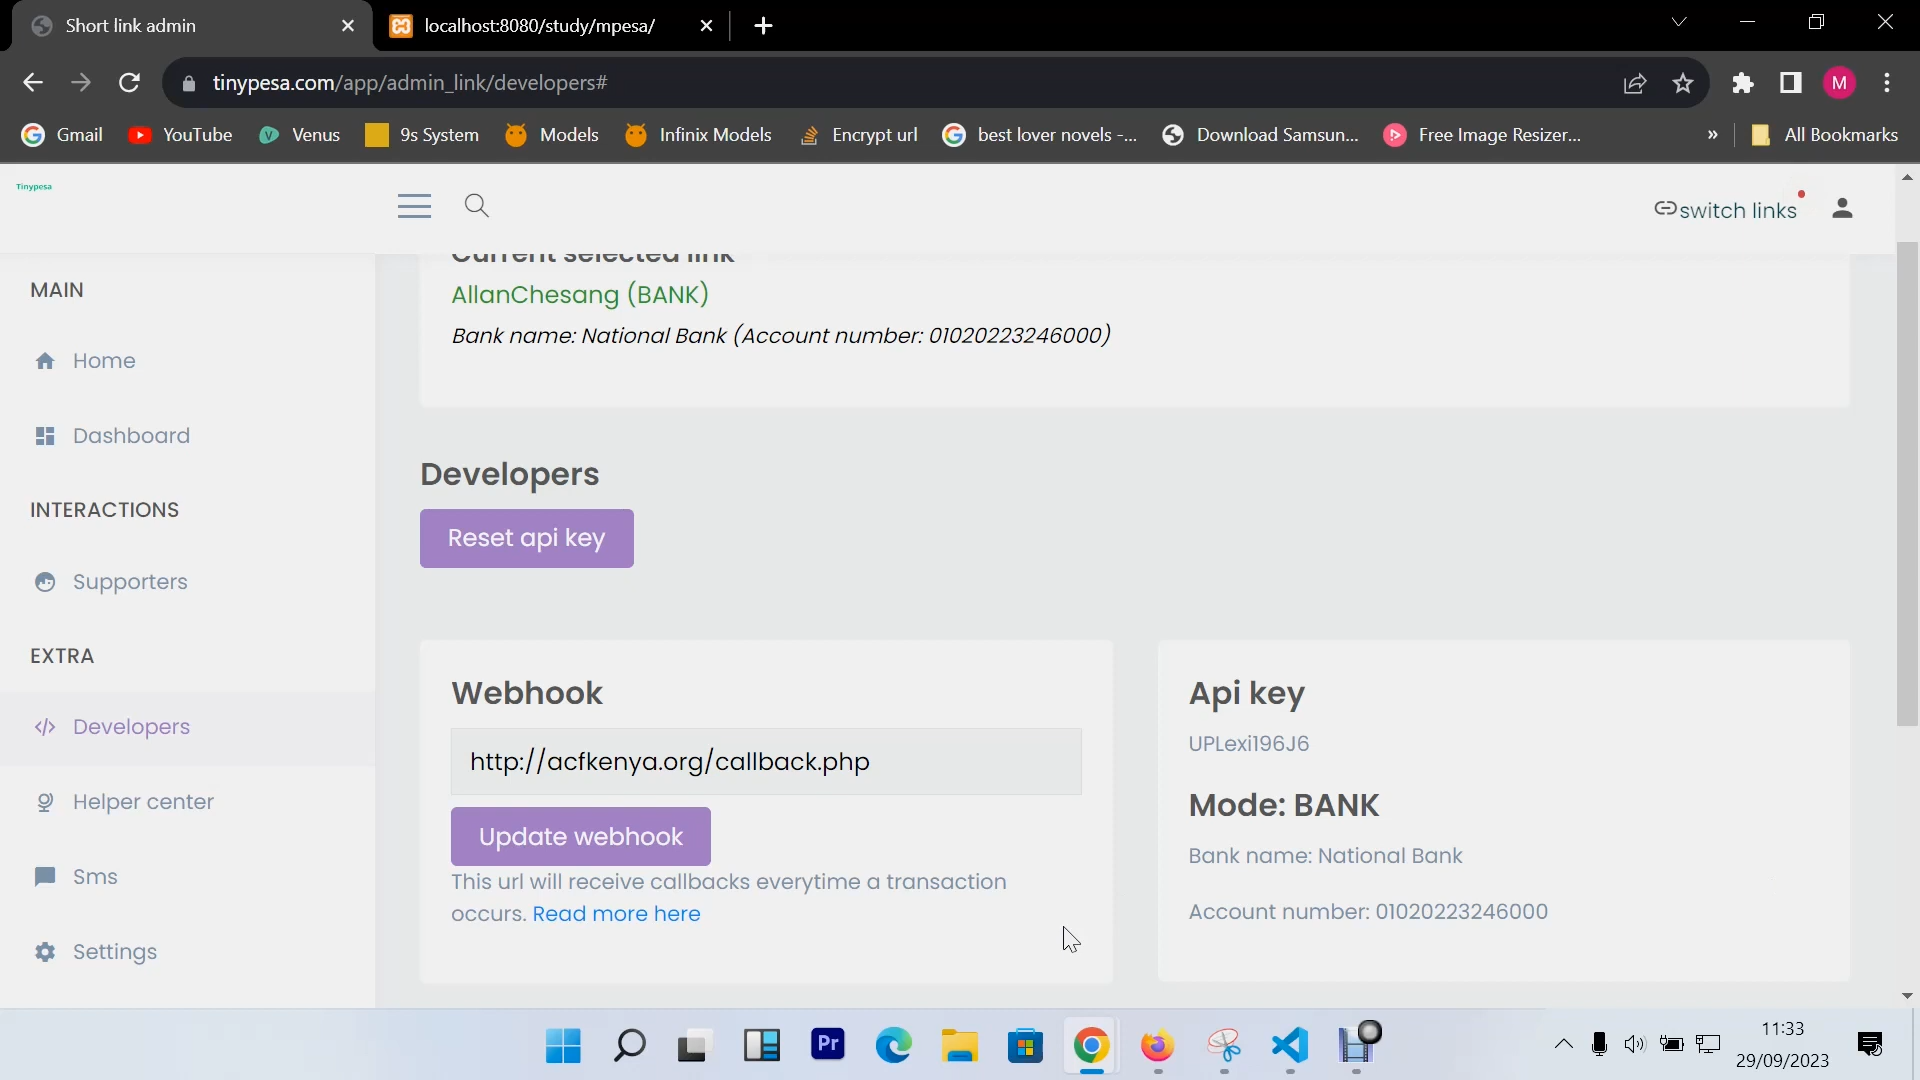 Short link admin
localhost:8080/study/mpesa/
tinypesa.com/app/admin_link/developers#
M
Gmail
YouTube
Venus
9s System
Models
Infinix Models
Encrypt url
best lover novels -...
Download Samsun...
Free Image Resizer...
»
All Bookmarks
Tinypesa
switch links
MAIN
Home
Dashboard
INTERACTIONS
Supporters
EXTRA
Developers
Helper center
Sms
Settings
Current selected link
AllanChesang (BANK)
Bank name: National Bank (Account number: 01020223246000)
Developers
Reset api key
Webhook
http://acfkenya.org/callback.php
Update webhook
This url will receive callbacks everytime a transaction
occurs. Read more here
Api key
UPLexi196J6
Mode: BANK
Bank name: National Bank
Account number: 01020223246000
Pr
11:33
29/09/2023